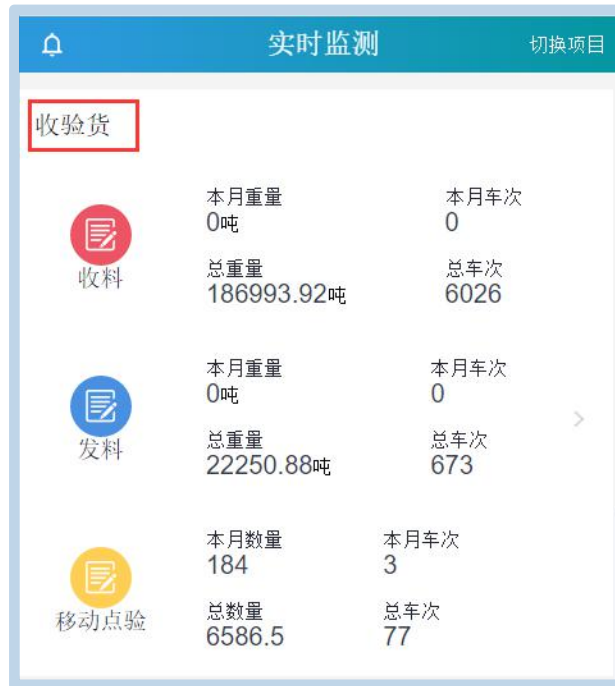 实时监测 切换项目
收验货
本月重量 本月车次
0吨 0
收料
总重量 总车次
186993.92吨 6026
本月重量 本月车次
0吨 0
发料
总重量 总车次
22250.88吨 673
本月数量 本月车次
184 3
移动点验
总数量 总车次
6586.5 77